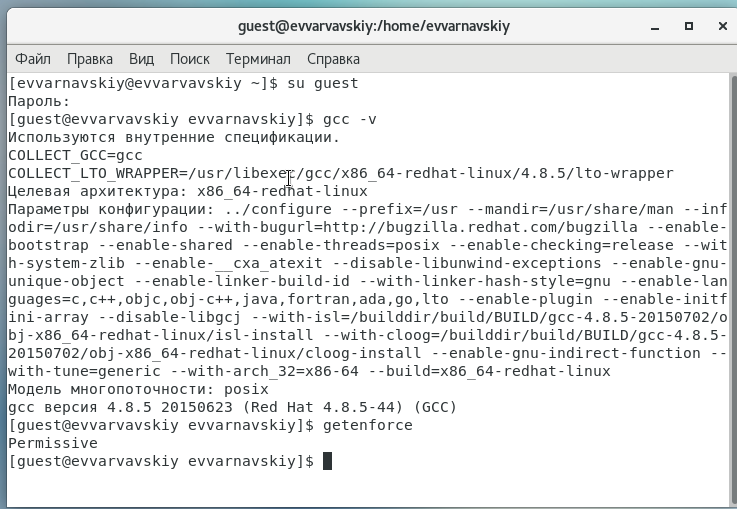 guest@evvarvavskiy:/home/evvarnavskiy
Файл Правка Вид Поиск Терминал Справка
[evvarnavskiy@evvarvavskiy ~]$ su guest
Пароль:
[guest@evvarvavskiy evvarnavskiy]$ gcc -v
Используются внутренние спецификации.
COLLECT_GCC=gcc
COLLECT_LTO_WRAPPER=/usr/libexec/gcc/x86_64-redhat-linux/4.8.5/lto-wrapper
Целевая архитектура: x86_64-redhat-linux
Параметры конфигурации: ../configure --prefix=/usr --mandir=/usr/share/man --inf
odir=/usr/share/info --with-bugurl=http://bugzilla.redhat.com/bugzilla --enable-
bootstrap --enable-shared --enable-threads=posix --enable-checking=release --wit
h-system-zlib --enable-__cxa_atexit --disable-libunwind-exceptions --enable-gnu-
unique-object --enable-linker-build-id --with-linker-hash-style=gnu --enable-lan
guages=c,c++,objc,obj-c++,java,fortran,ada,go,lto --enable-plugin --enable-initf
ini-array --disable-libgcj --with-isl=/builddir/build/BUILD/gcc-4.8.5-20150702/o
bj-x86_64-redhat-linux/isl-install --with-cloog=/builddir/build/BUILD/gcc-4.8.5-
20150702/obj-x86_64-redhat-linux/cloog-install --enable-gnu-indirect-function --
with-tune=generic --with-arch_32=x86-64 --build=x86_64-redhat-linux
Модель многопоточности: posix
gcc версия 4.8.5 20150623 (Red Hat 4.8.5-44) (GCC)
[guest@evvarvavskiy evvarnavskiy]$ getenforce
Permissive
[guest@evvarvavskiy evvarnavskiy]$